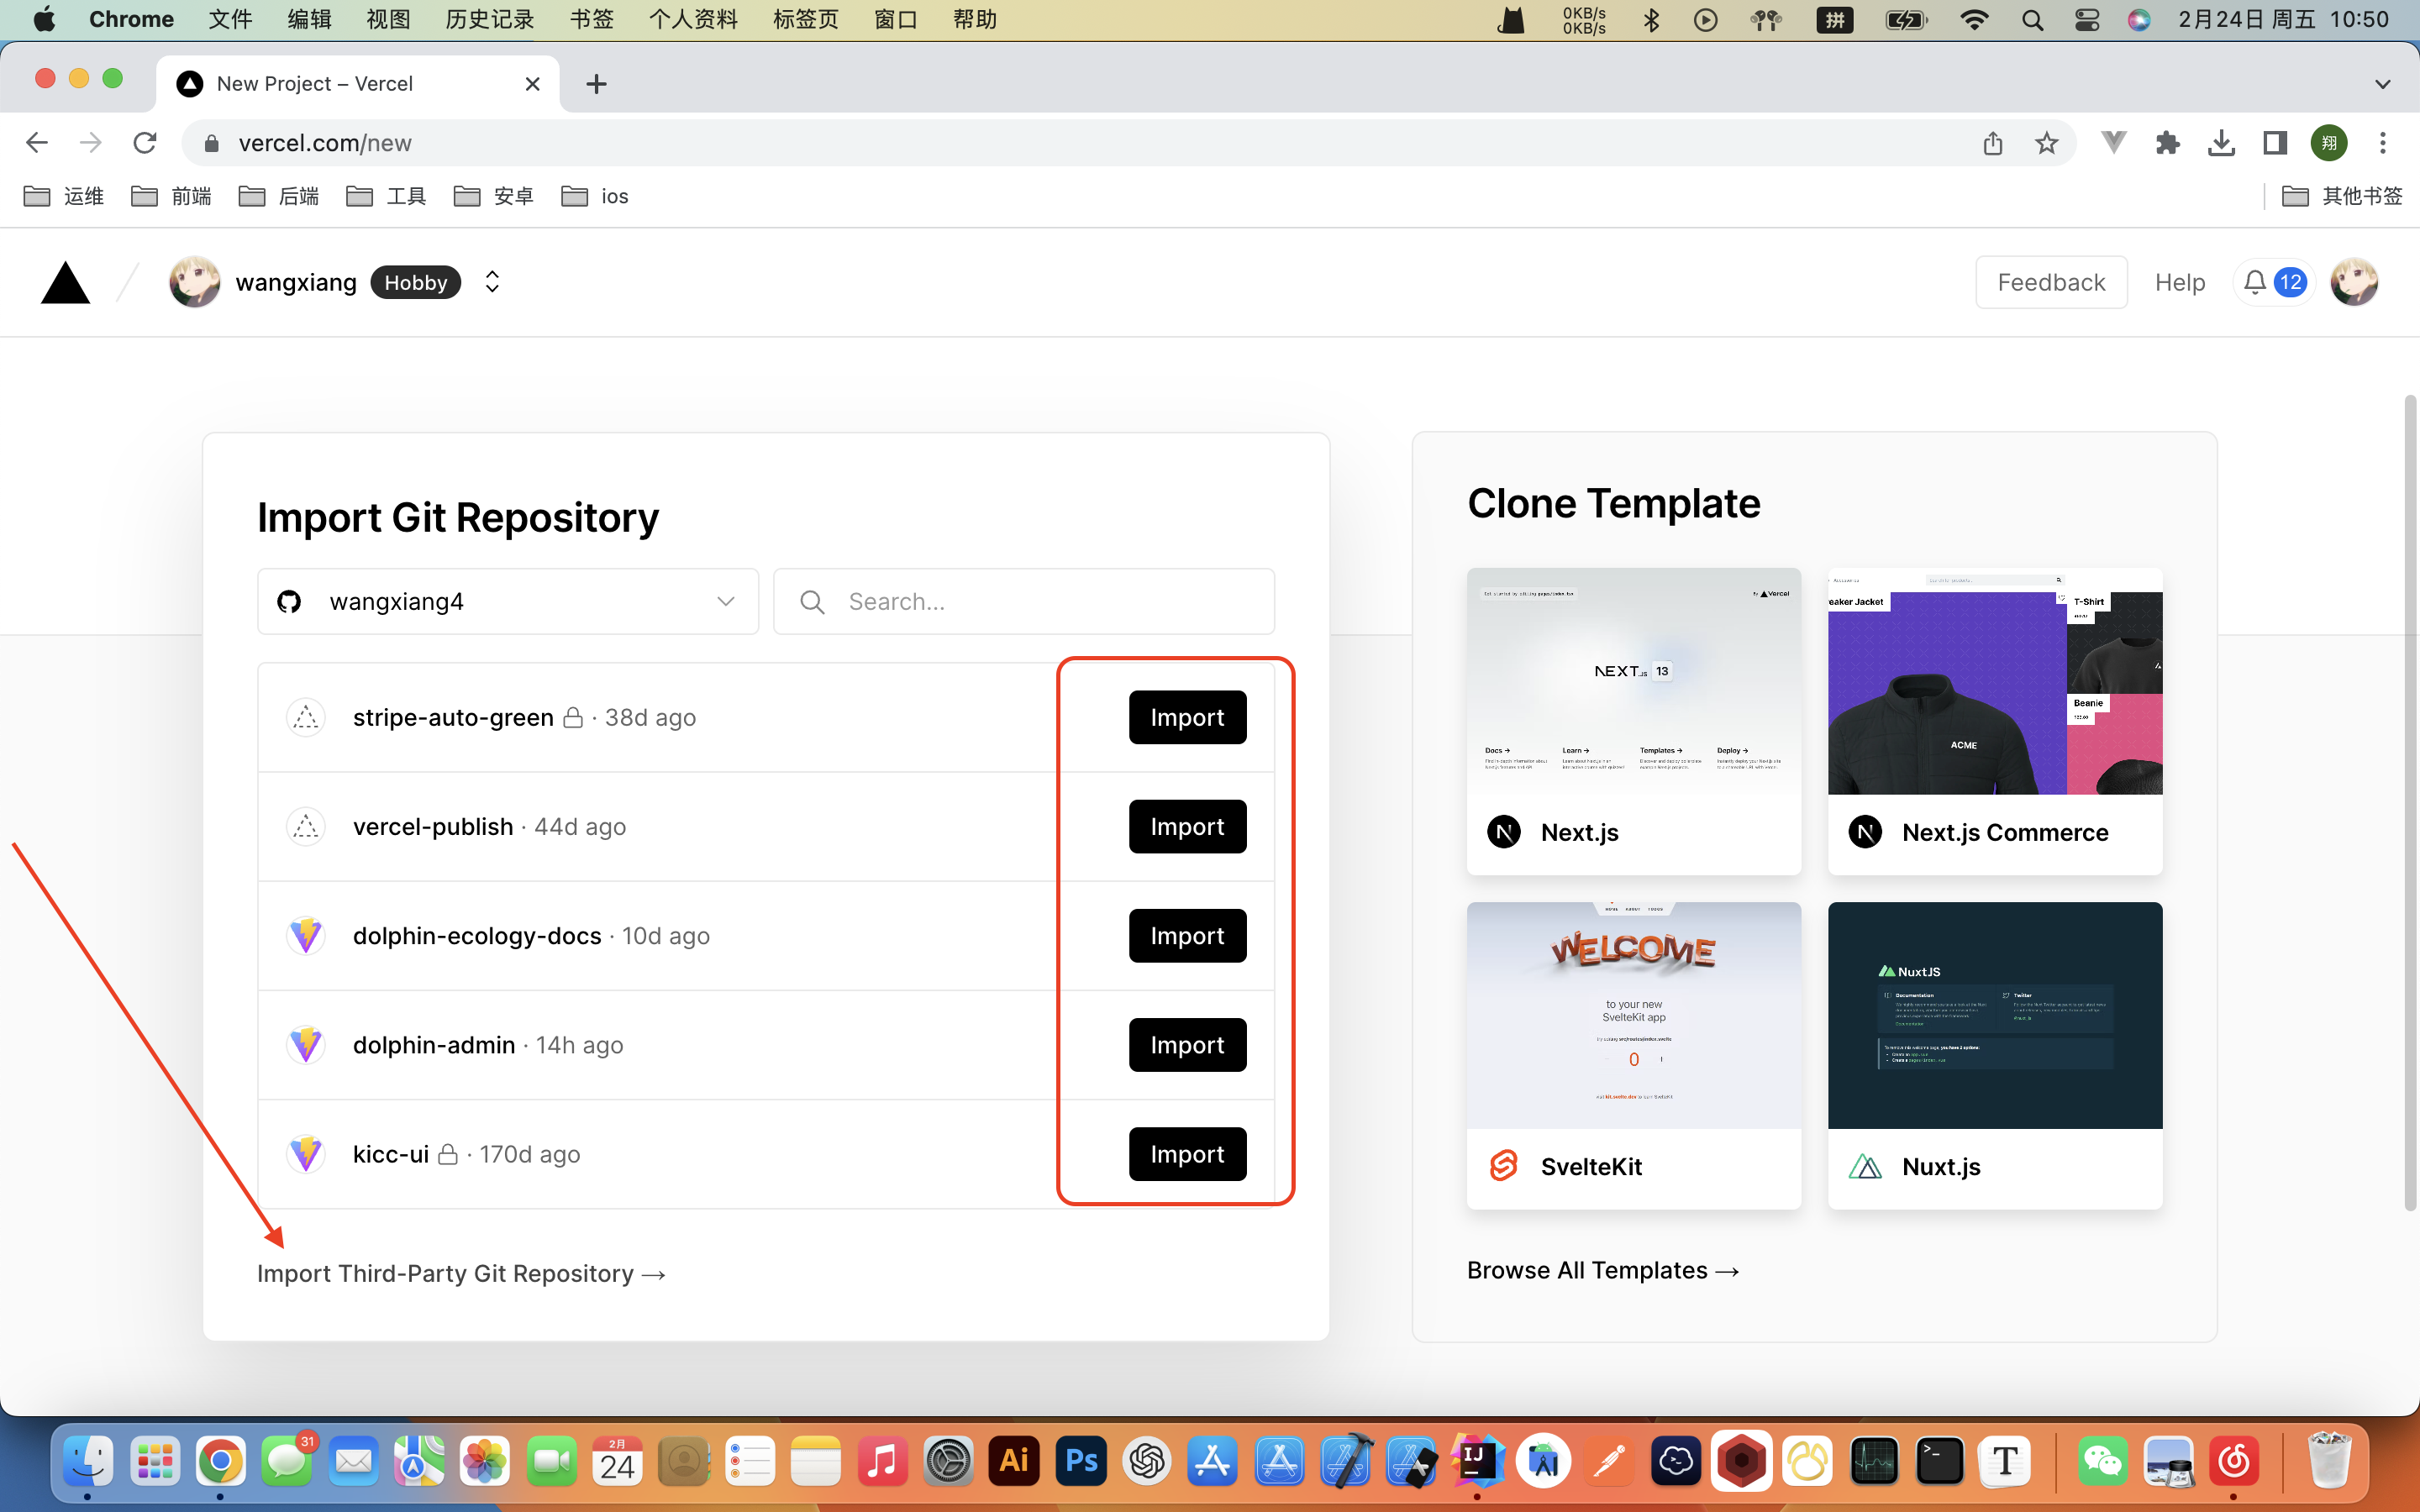 Chrome 文件 编辑 视图 历史记录 书签 个人资料 标签页 窗口 帮助
0KB/s
0KB/s
拼
2月24日 周五 10:50
New Project – Vercel
vercel.com/new
翔
运维 前端 后端 工具 安卓 ios 其他书签
wangxiang Hobby
Feedback Help 12
Import Git Repository
wangxiang4
Search...
stripe-auto-green · 38d ago Import
vercel-publish · 44d ago Import
dolphin-ecology-docs · 10d ago Import
dolphin-admin · 14h ago Import
kicc-ui · 170d ago Import
Import Third-Party Git Repository →
Clone Template
Vercel
NEXT.JS 13
Docs → Learn → Templates → Deploy →
Next.js
eaker Jacket
T-Shirt
Beanie
ACME
Next.js Commerce
WELCOME
to your new
SvelteKit app
0
SvelteKit
NuxtJS
Documentation Twitter
Nuxt.js
Browse All Templates →
31
2月
24
Ai
Ps
IJ
T